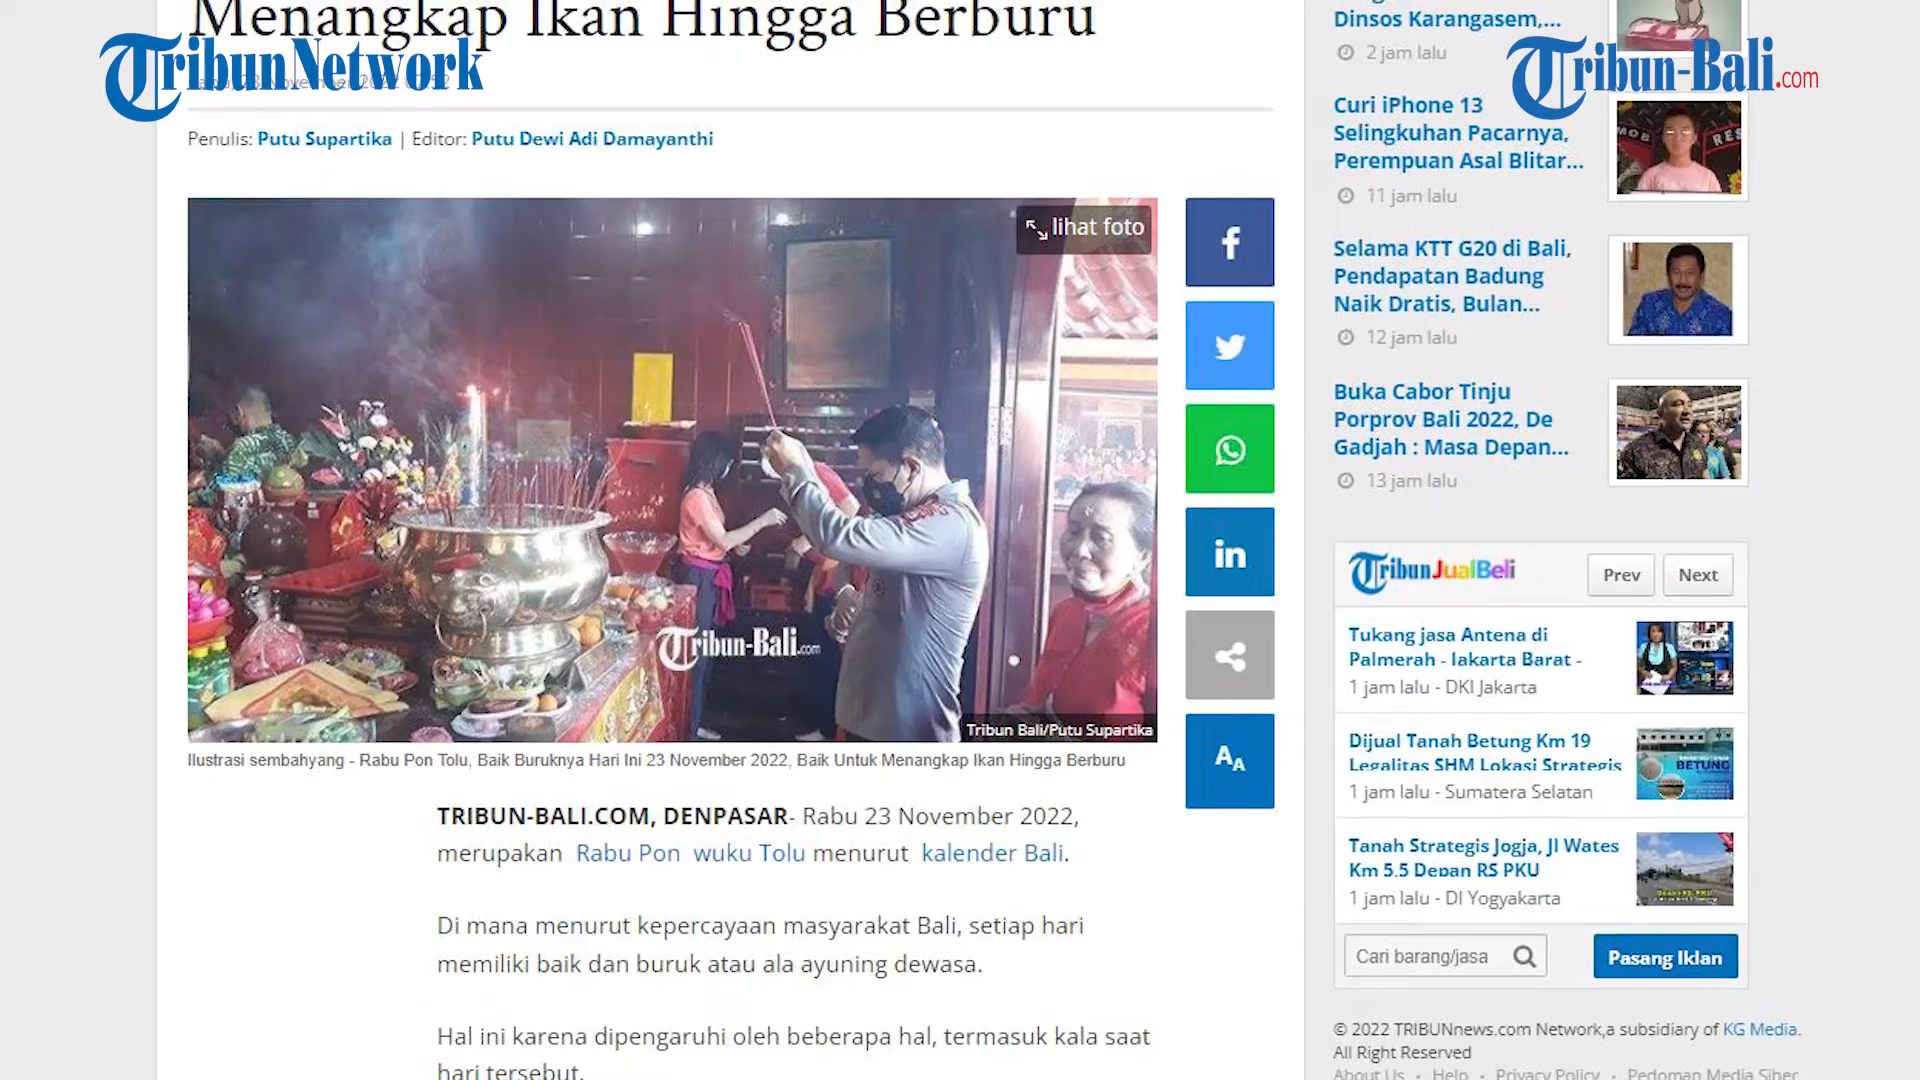 Menangkap Ikan Hingga Berburu
TribunNetwork
Penulis: Putu Supartika | Editor: Putu Dewi Adi Damayanthi
lihat foto
Tribun-Bali.com
Tribun Bali/Putu Supartika
Ilustrasi sembahyang - Rabu Pon Tolu, Baik Buruknya Hari Ini 23 November 2022, Baik Untuk Menangkap Ikan Hingga Berburu
TRIBUN-BALI.COM, DENPASAR- Rabu 23 November 2022,
merupakan Rabu Pon wuku Tolu menurut kalender Bali.
Di mana menurut kepercayaan masyarakat Bali, setiap hari
memiliki baik dan buruk atau ala ayuning dewasa.
Hal ini karena dipengaruhi oleh beberapa hal, termasuk kala saat
hari tersebut.
Dinsos Karangasem,...
2 jam lalu
Tribun-Bali.com
Curi iPhone 13
Selingkuhan Pacarnya,
Perempuan Asal Blitar...
11 jam lalu
Selama KTT G20 di Bali,
Pendapatan Badung
Naik Dratis, Bulan...
12 jam lalu
Buka Cabor Tinju
Porprov Bali 2022, De
Gadjah : Masa Depan...
13 jam lalu
TribunJualBeli
Prev
Next
Tukang jasa Antena di
Palmerah - Jakarta Barat -
1 jam lalu - DKI Jakarta
Dijual Tanah Betung Km 19
Legalitas SHM Lokasi Strategis
1 jam lalu - Sumatera Selatan
BETUNG
Tanah Strategis Jogja, Jl Wates
Km 5.5 Depan RS PKU
1 jam lalu - DI Yogyakarta
Cari barang/jasa
Pasang Iklan
© 2022 TRIBUNnews.com Network,a subsidiary of KG Media.
All Right Reserved
About Us • Help • Privacy Policy • Pedoman Media Siber